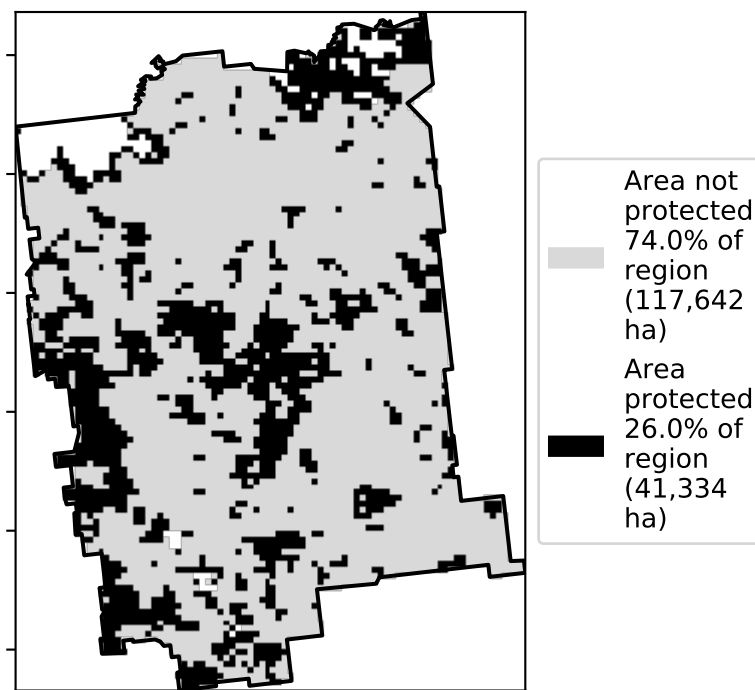 Area not
protected
74.0% of
region
(117,642
ha)
Area
protected
26.0% of
region
(41,334
ha)